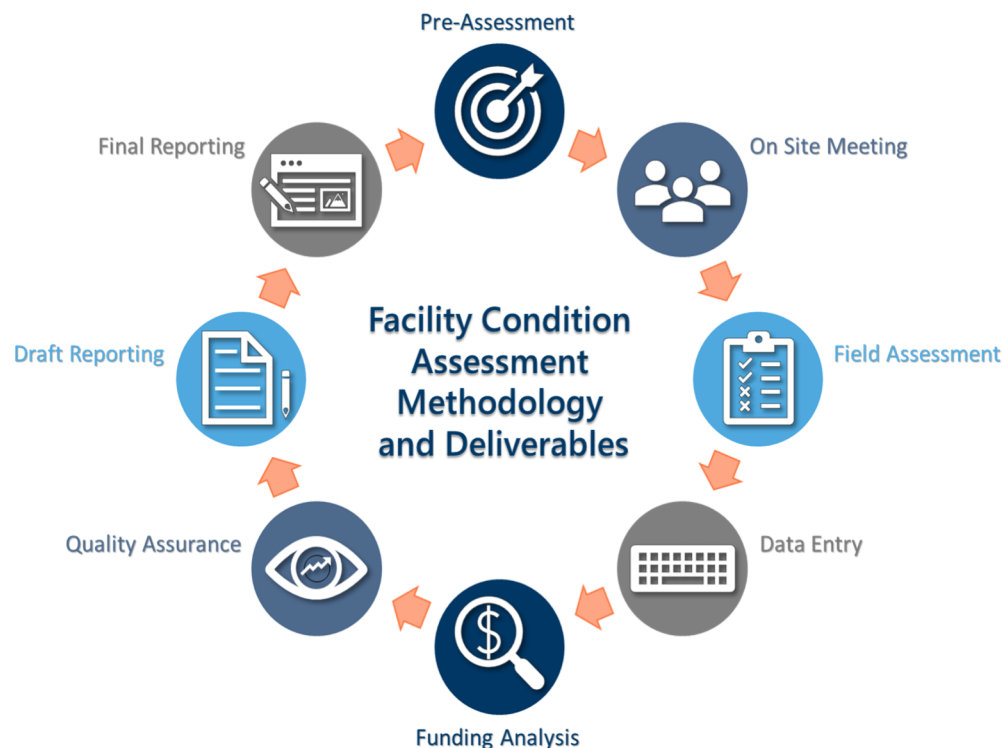 Pre-Assessment
On Site Meeting
Field Assessment
Data Entry
Funding Analysis
Quality Assurance
Draft Reporting
Final Reporting
Facility Condition
Assessment
Methodology
and Deliverables